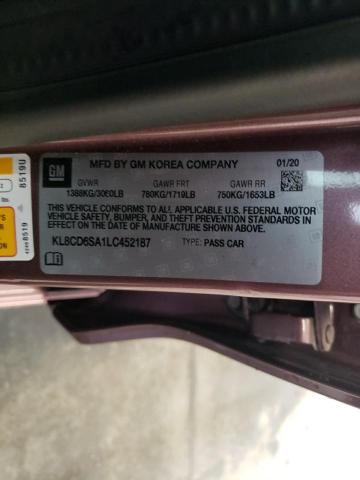 GM
MFD BY GM KOREA COMPANY 01/20
GVWR GAWR FRT GAWR RR
1388KG/3060LB 780KG/1719LB 750KG/1653LB
THIS VEHICLE CONFORMS TO ALL APPLICABLE U.S. FEDERAL MOTOR
VEHICLE SAFETY, BUMPER, AND THEFT PREVENTION STANDARDS
IN EFFECT ON THE DATE OF MANUFACTURE SHOWN ABOVE.
KL8CD6SA1LC452187 TYPE: PASS CAR
8519U
8519